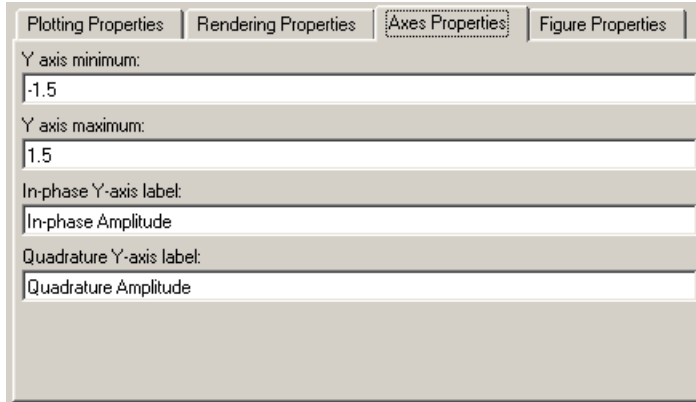 Plotting Properties Rendering Properties Axes Properties Figure Properties
Y axis minimum:
-1.5
Y axis maximum:
1.5
In-phase Y-axis label:
In-phase Amplitude
Quadrature Y-axis label:
Quadrature Amplitude